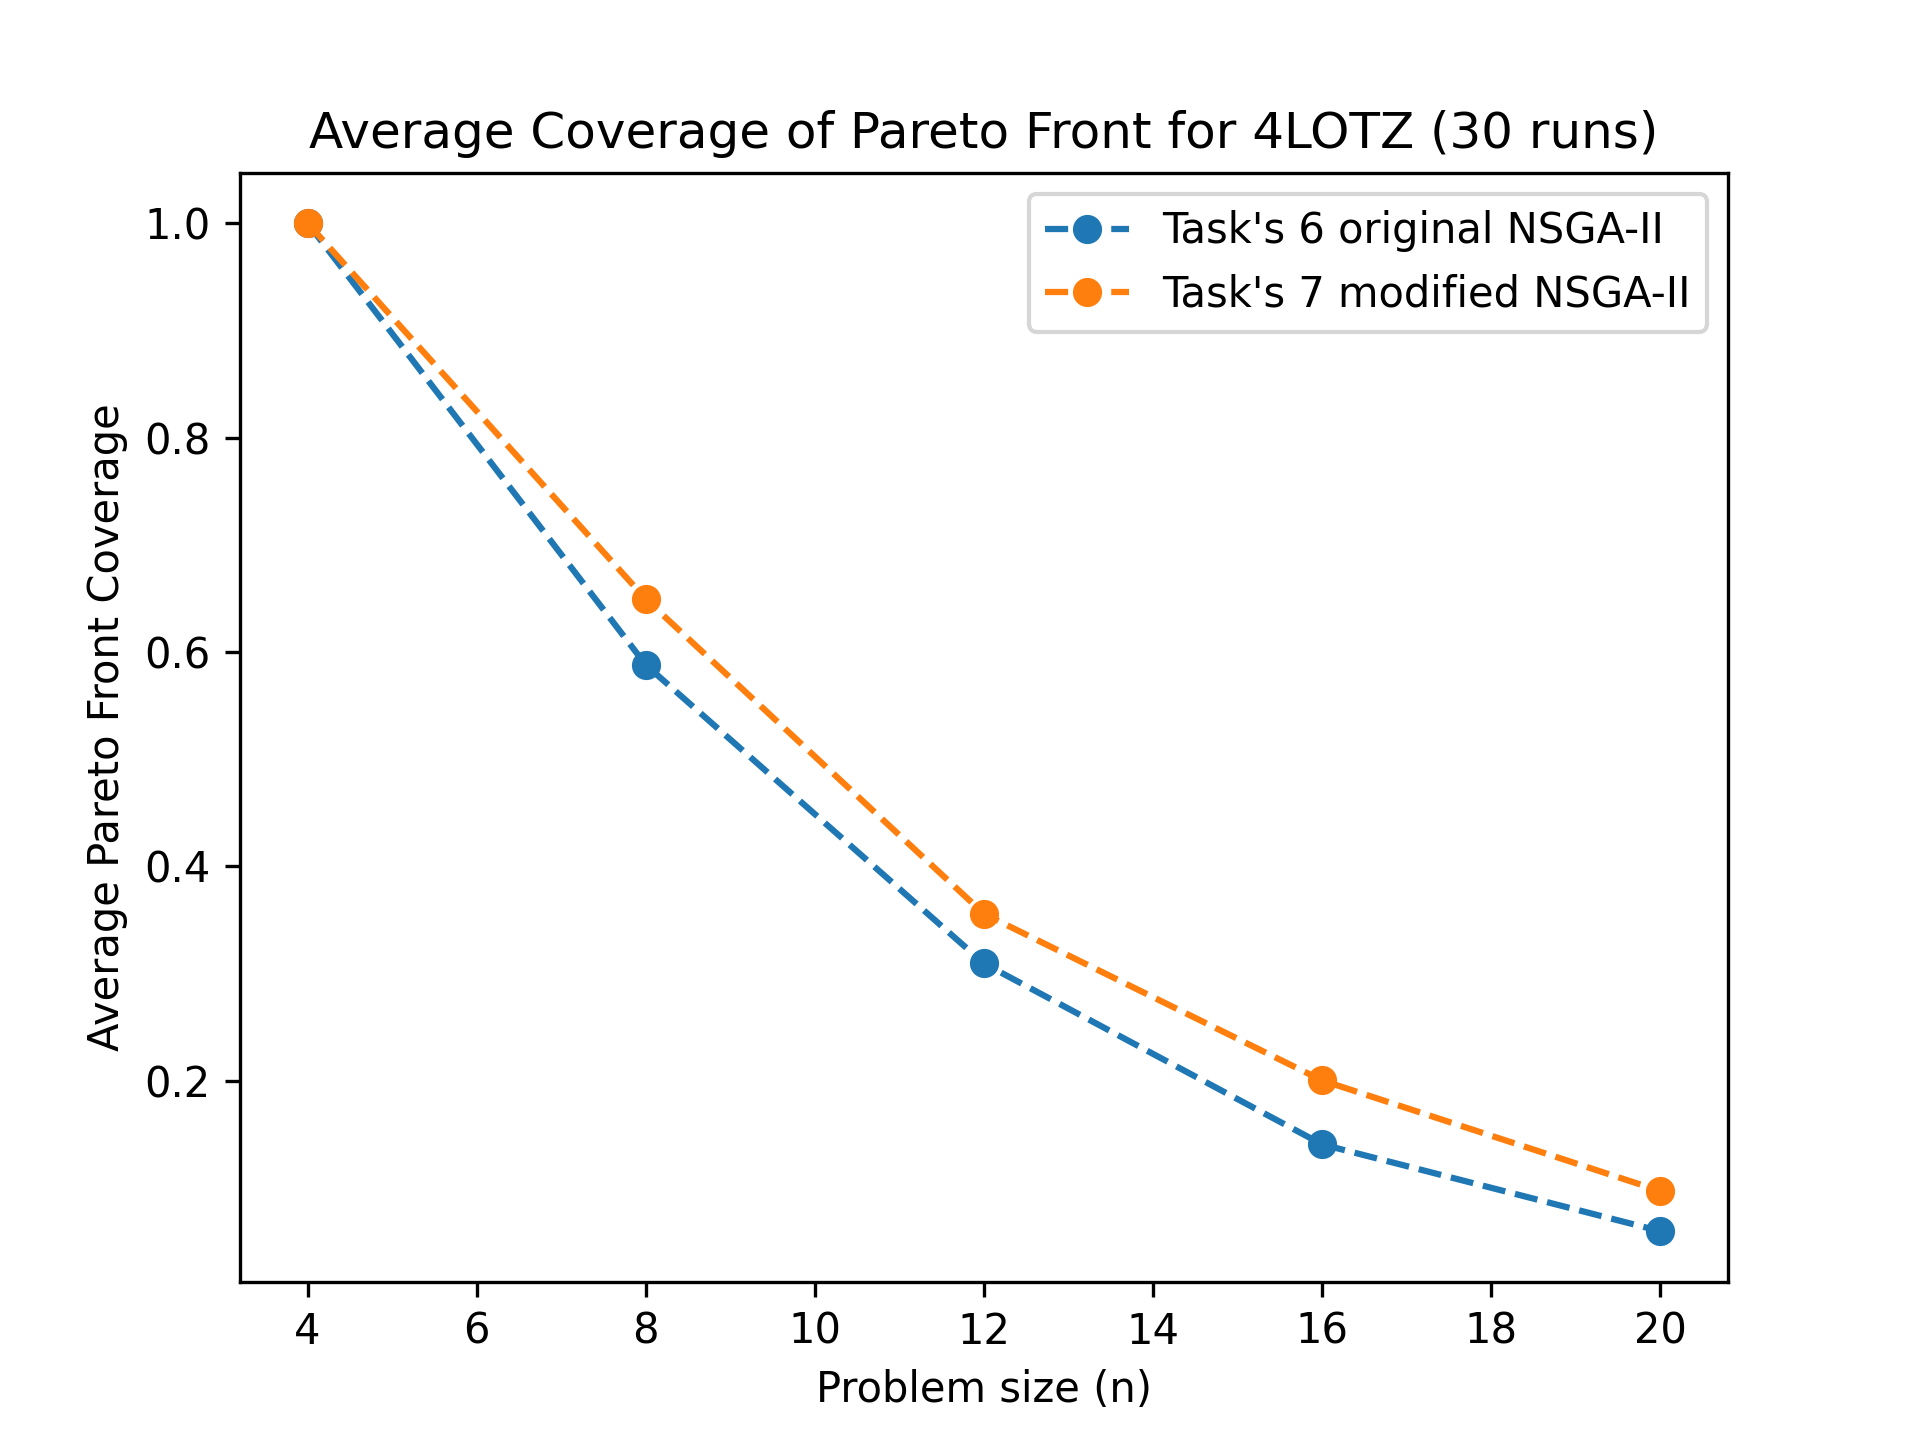 Average Coverage of Pareto Front for 4LOTZ (30 runs)
Task's 6 original NSGA-II
Task's 7 modified NSGA-II
Average Pareto Front Coverage
1.0
0.8
0.6
0.4
0.2
4 6 8 10 12 14 16 18 20
Problem size (n)